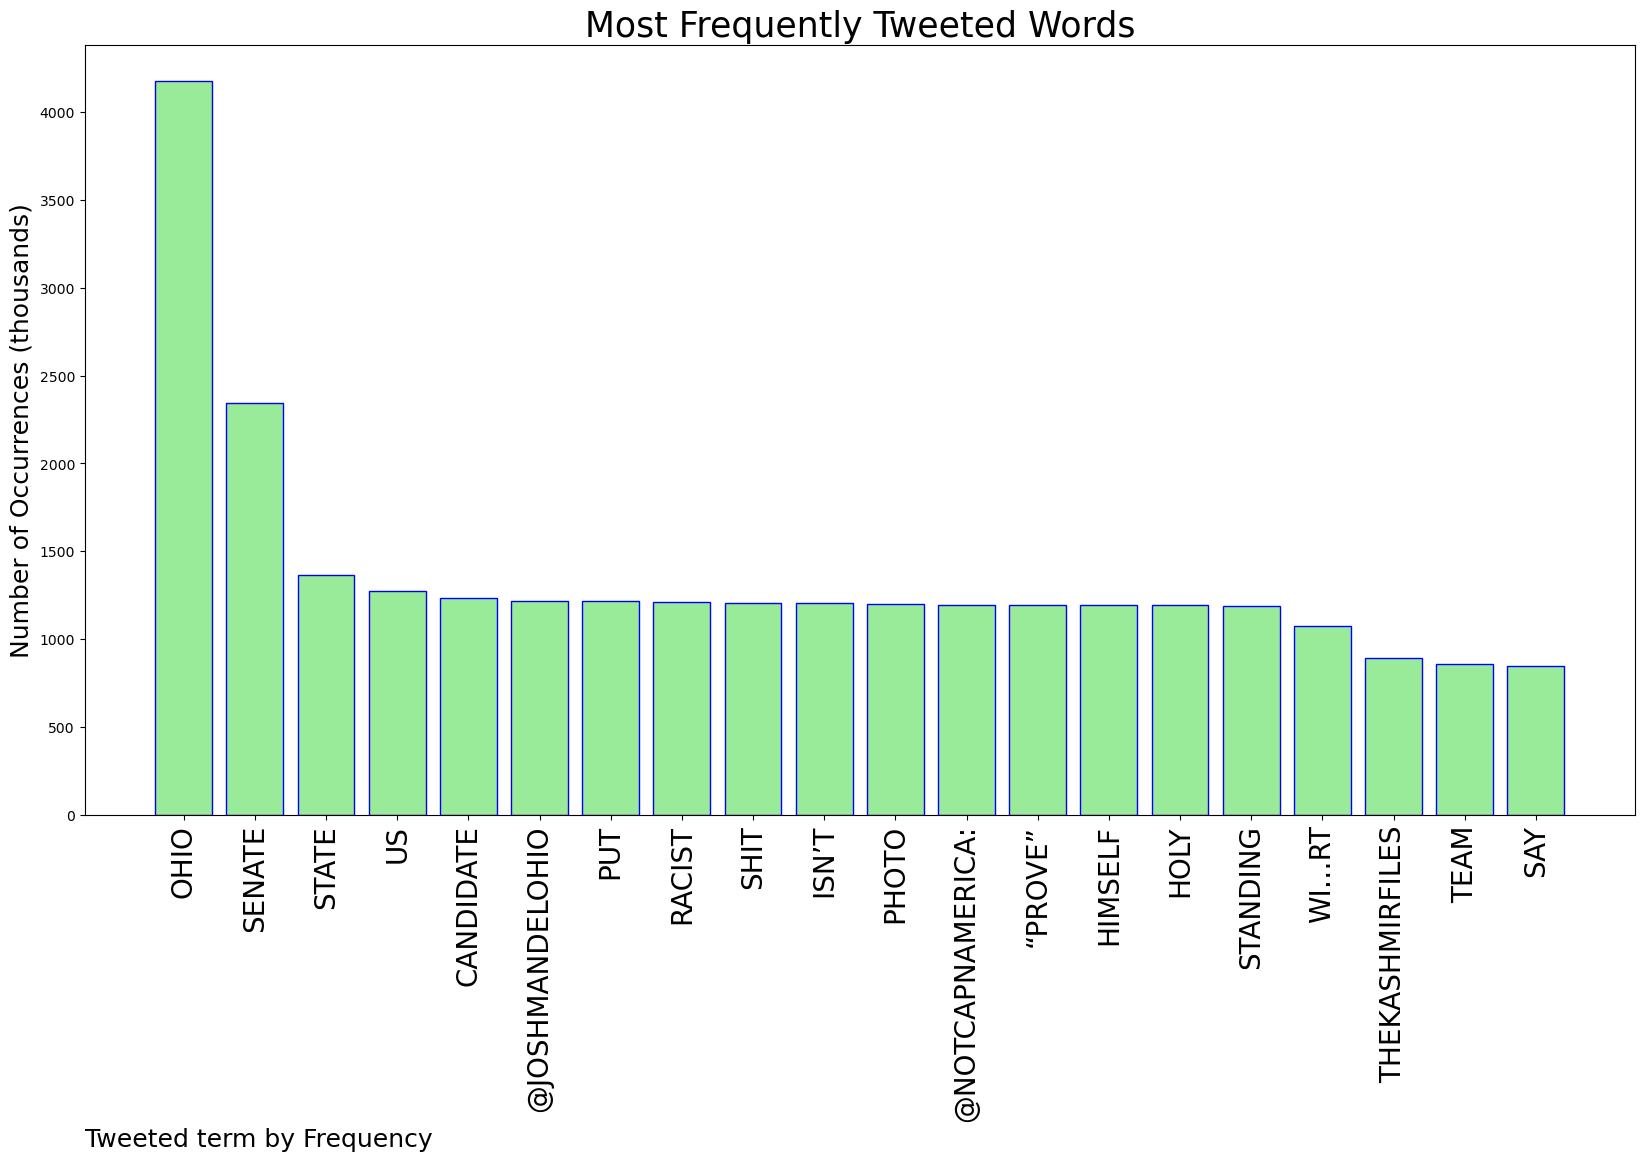 Most Frequently Tweeted Words
Number of Occurrences (thousands)
4000
3500
3000
2500
2000
1500
1000
500
0
OHIO
SENATE
STATE
US
CANDIDATE
@JOSHMANDELOHIO
PUT
RACIST
SHIT
ISN’T
PHOTO
@NOTCAPNAMERICA:
“PROVE”
HIMSELF
HOLY
STANDING
WI…RT
THEKASHMIRFILES
TEAM
SAY
Tweeted term by Frequency